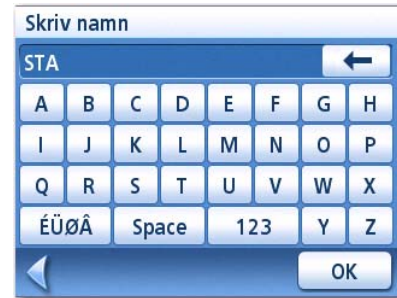 Skriv namn
STA
A B C D E F G H
I J K L M N O P
Q R S T U V W X
ÉÜØÂ Space 123 Y Z
OK